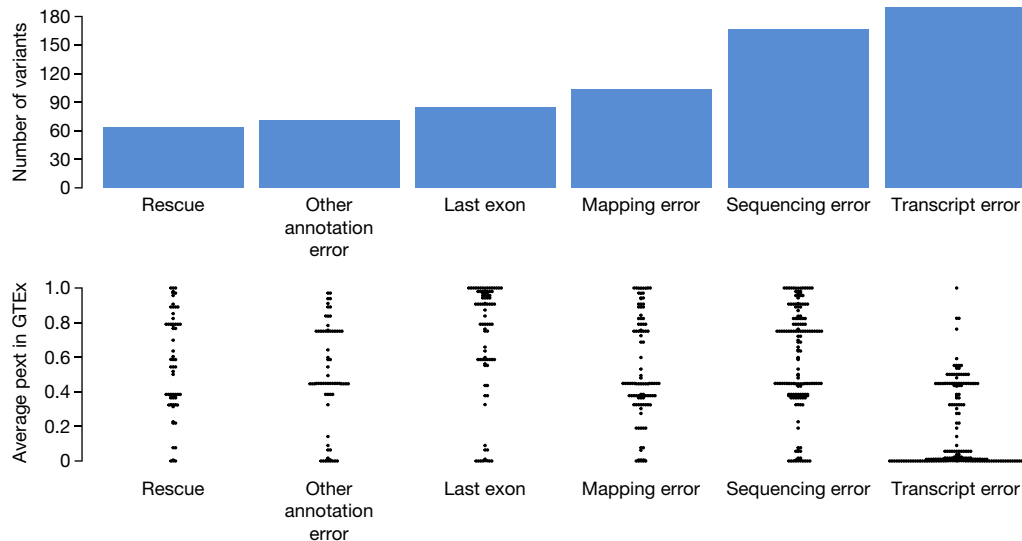 Number of variants
180
150
120
90
60
30
0
Rescue
Other
annotation
error
Last exon
Mapping error
Sequencing error
Transcript error
Average pext in GTEx
1.0
0.8
0.6
0.4
0.2
0
Rescue
Other
annotation
error
Last exon
Mapping error
Sequencing error
Transcript error